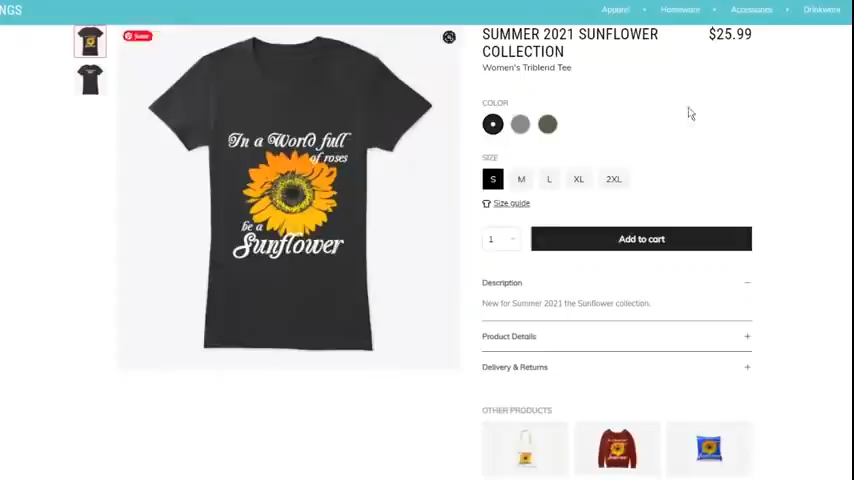 NGS
Apparel • Homeware • Accessories • Drinkware
Save
SUMMER 2021 SUNFLOWER
COLLECTION
$25.99
Women's Triblend Tee
COLOR
SIZE
S M L XL 2XL
Size guide
1
Add to cart
Description
New for Summer 2021 the Sunflower collection.
Product Details
Delivery & Returns
OTHER PRODUCTS
In a World full
of roses
be a
Sunflower